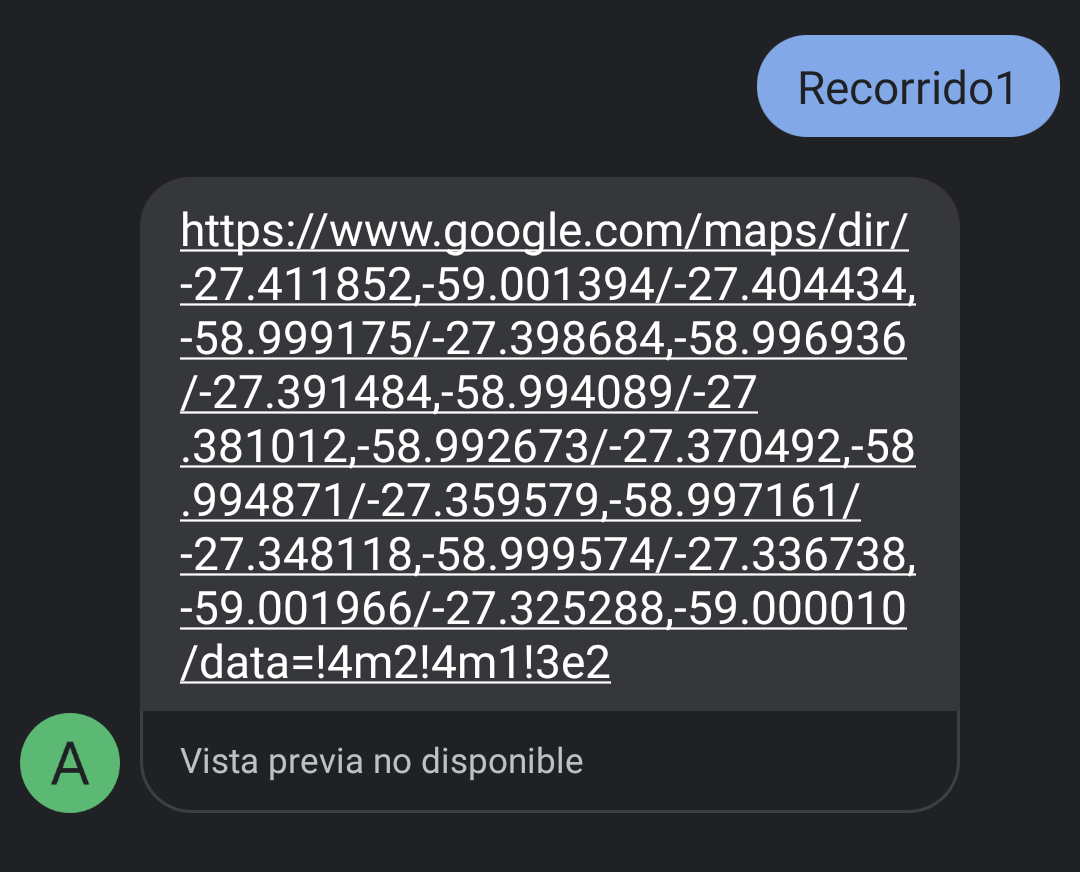 Recorrido1
https://www.google.com/maps/dir/
-27.411852,-59.001394/-27.404434,
-58.999175/-27.398684,-58.996936
/-27.391484,-58.994089/-27
.381012,-58.992673/-27.370492,-58
.994871/-27.359579,-58.997161/
-27.348118,-58.999574/-27.336738,
-59.001966/-27.325288,-59.000010
/data=!4m2!4m1!3e2
A
Vista previa no disponible